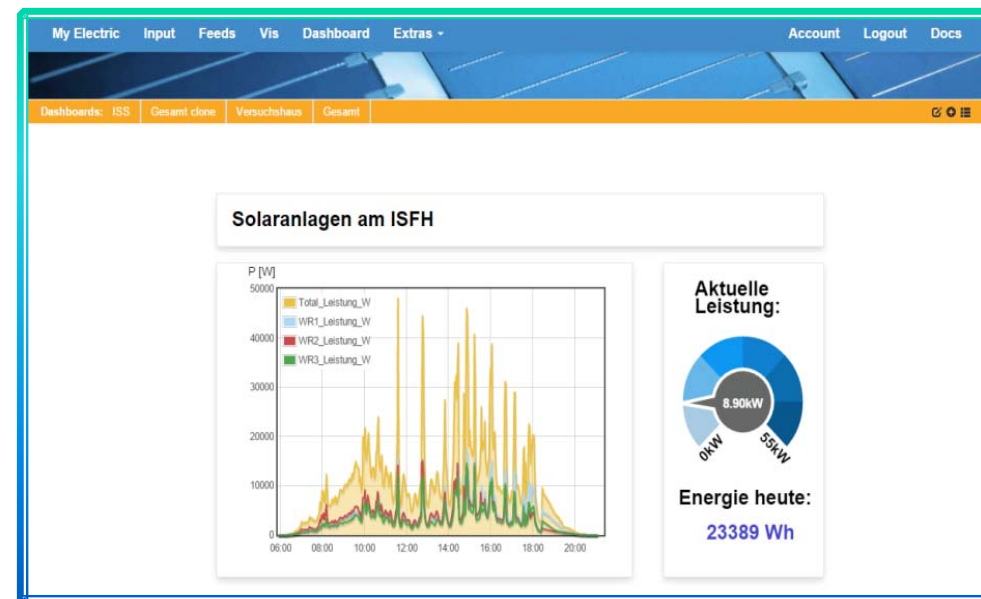 My Electric Input Feeds Vis Dashboard Extras Account Logout Docs
Dashboards: ISS Gesamt clone Versuchshaus Gesamt
Solaranlagen am ISFH
P [W]
50000
40000
30000
20000
10000
0
Total_Leistung_W
WR1_Leistung_W
WR2_Leistung_W
WR3_Leistung_W
06:00 08:00 10:00 12:00 14:00 16:00 18:00 20:00
Aktuelle
Leistung:
8.90kW
0kW 55kW
Energie heute:
23389 Wh